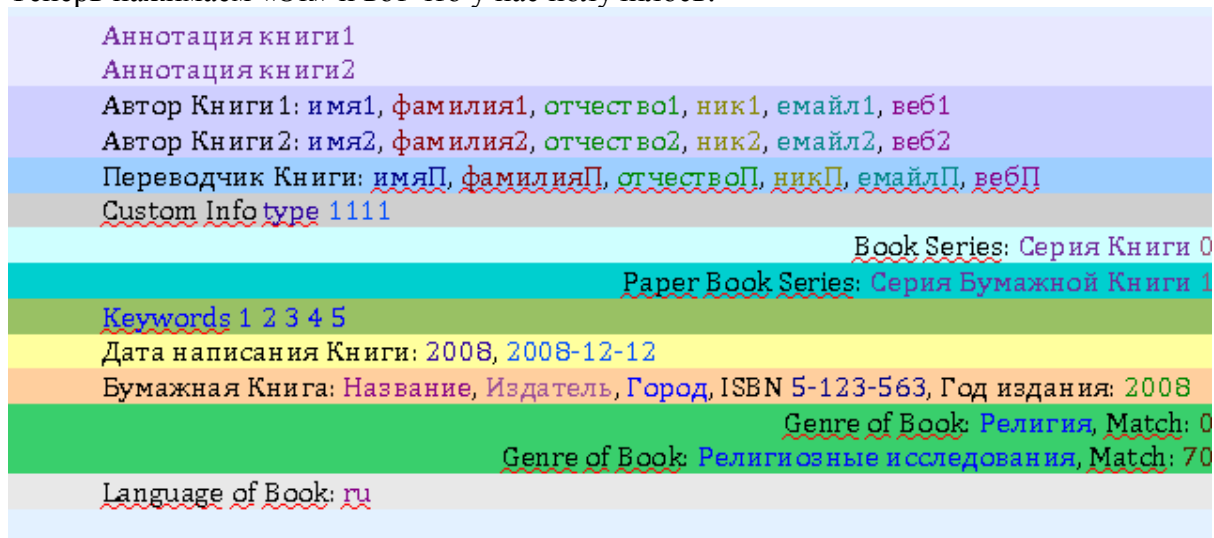 Аннотация книги1
Аннотация книги2
Автор Книги1: имя1, фамилия1, отчество1, ник1, емайл1, веб1
Автор Книги2: имя2, фамилия2, отчество2, ник2, емайл2, веб2
Переводчик Книги: имяП, фамилияП, отчествоП, никП, емайлП, вебП
Custom Info type 1111
Book Series: Серия Книги 0
Paper Book Series: Серия Бумажной Книги 1
Keywords 1 2 3 4 5
Дата написания Книги: 2008, 2008-12-12
Бумажная Книга: Название, Издатель, Город, ISBN 5-123-563, Год издания: 2008
Genre of Book: Религия, Match: 0
Genre of Book: Религиозные исследования, Match: 70
Language of Book: ru